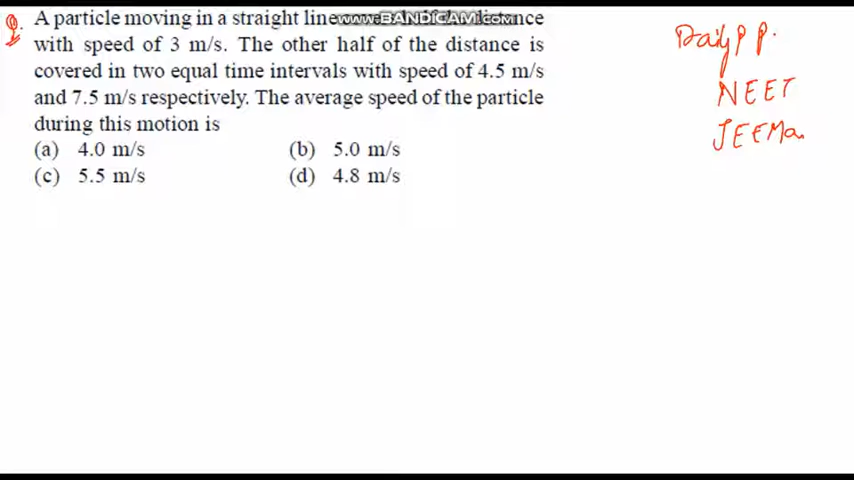 Q. A particle moving in a straight line distance
with speed of 3 m/s. The other half of the distance is
covered in two equal time intervals with speed of 4.5 m/s
and 7.5 m/s respectively. The average speed of the particle
during this motion is
(a) 4.0 m/s (b) 5.0 m/s
(c) 5.5 m/s (d) 4.8 m/s
www.BANDICAM.com
Daily P P.
NEET
JEEMa